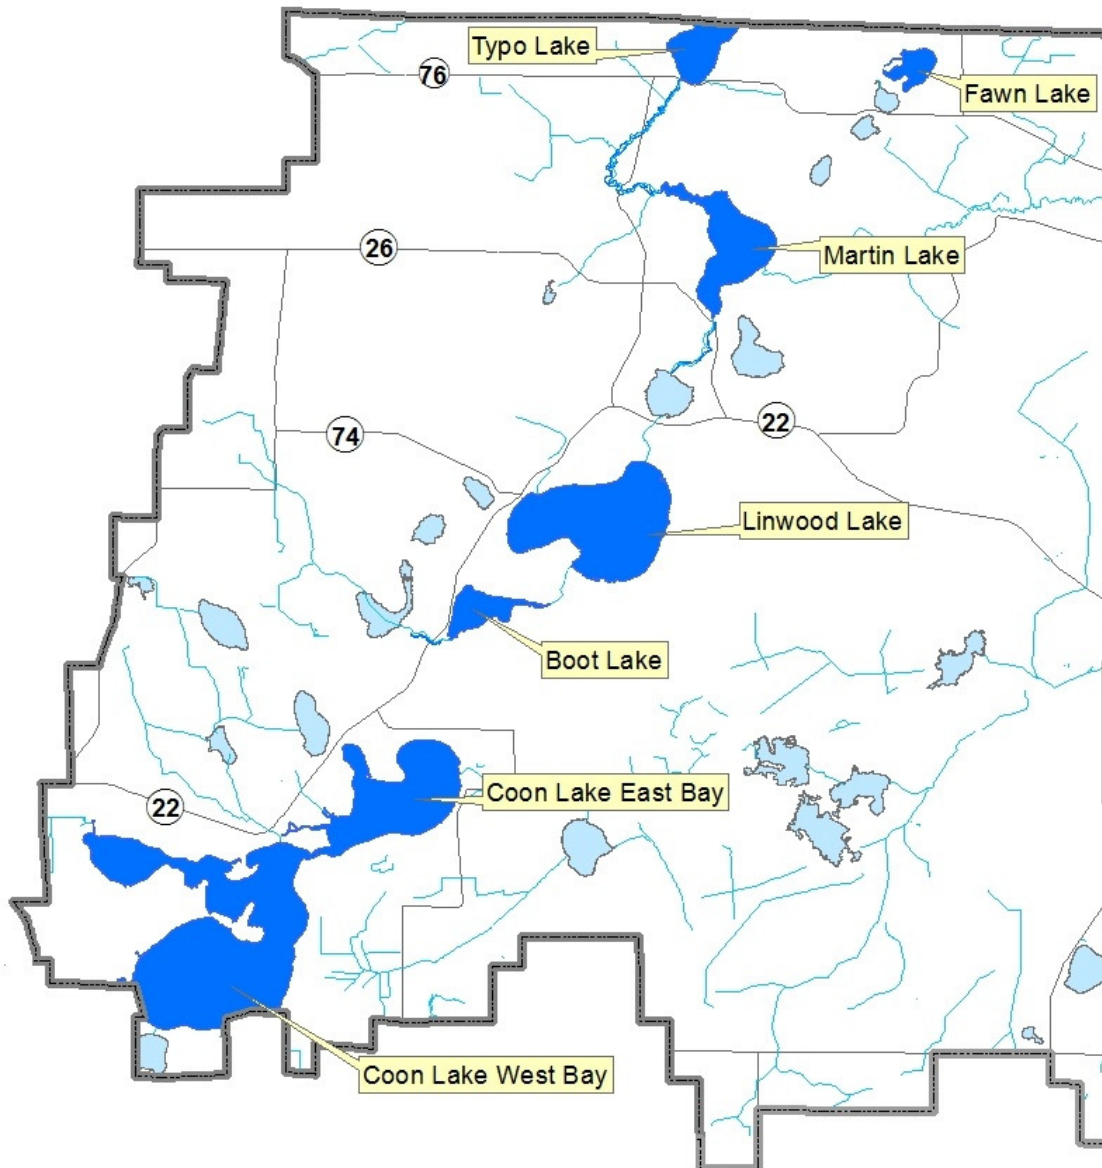 Typo Lake
76
Fawn Lake
26
Martin Lake
74
22
Linwood Lake
Boot Lake
Coon Lake East Bay
22
Coon Lake West Bay